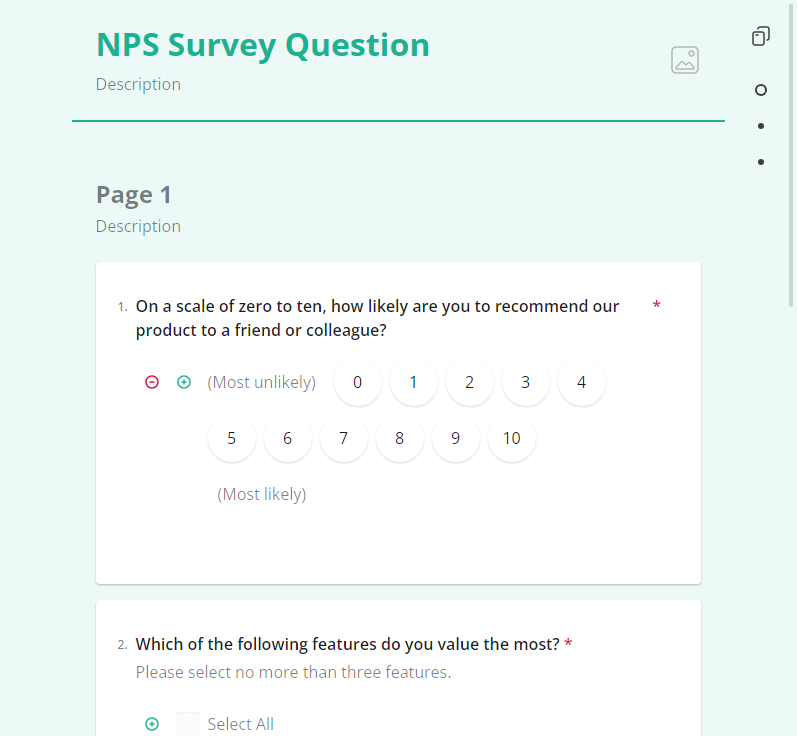 NPS Survey Question
Description
Page 1
Description
1. On a scale of zero to ten, how likely are you to recommend our *
product to a friend or colleague?
(Most unlikely) 0 1 2 3 4
5 6 7 8 9 10
(Most likely)
2. Which of the following features do you value the most? *
Please select no more than three features.
Select All